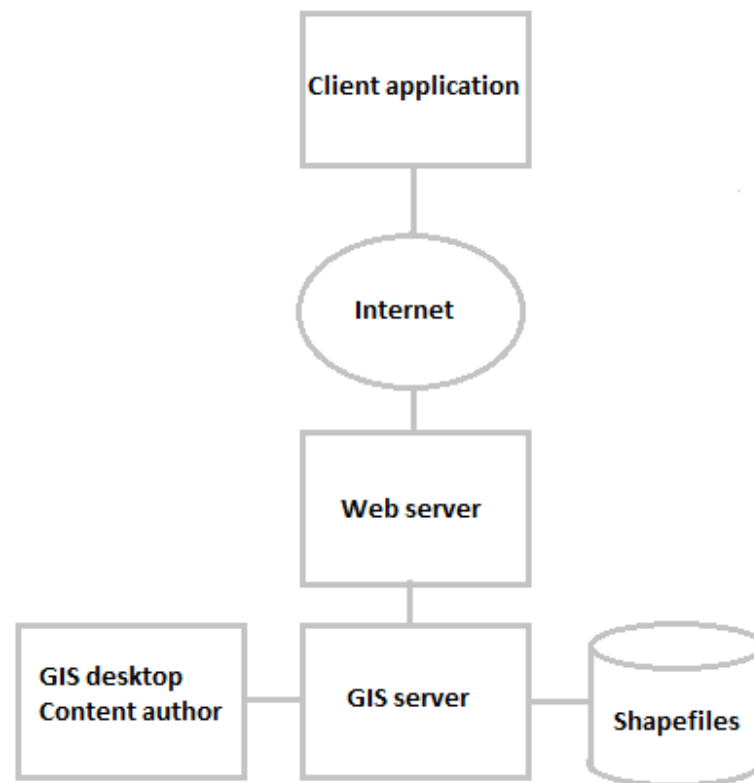 Client application
Internet
Web server
GIS desktop
Content author
GIS server
Shapefiles